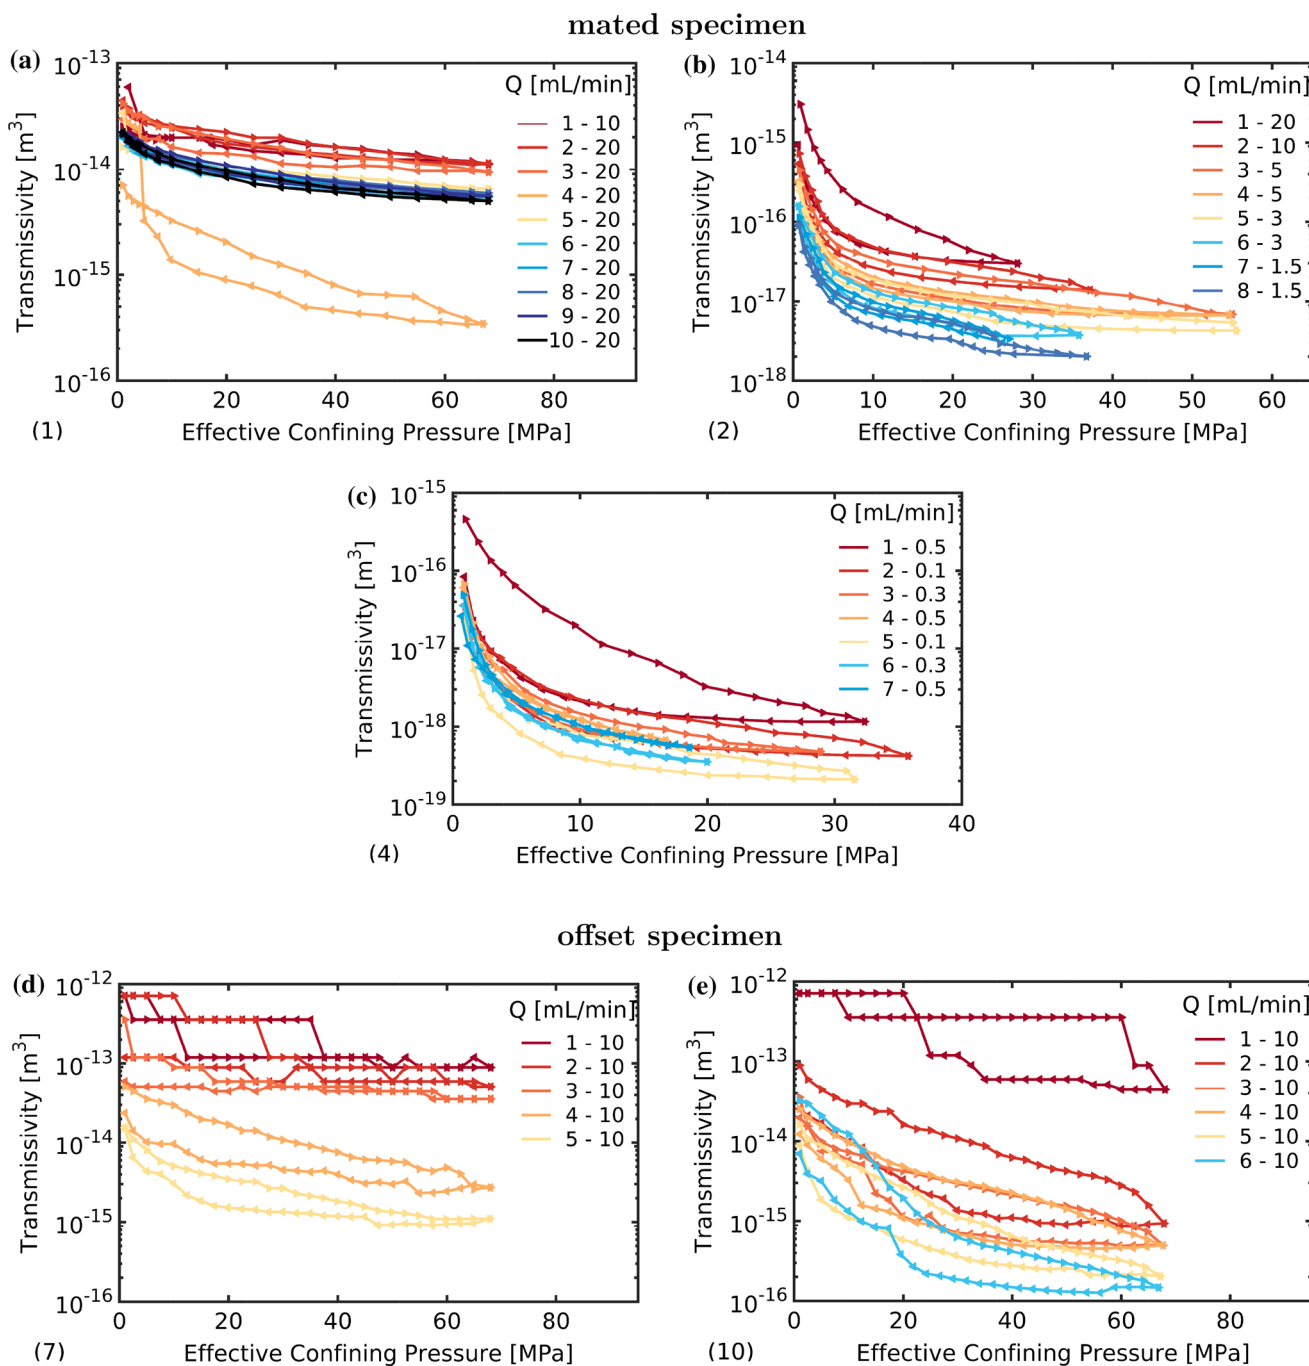 mated specimen
(a)
Transmissivity [m³]
10⁻¹³
10⁻¹⁴
10⁻¹⁵
10⁻¹⁶
Q [mL/min]
1 - 10
2 - 20
3 - 20
4 - 20
5 - 20
6 - 20
7 - 20
8 - 20
9 - 20
10 - 20
0 20 40 60 80
(1) Effective Confining Pressure [MPa]
(b)
Transmissivity [m³]
10⁻¹⁴
10⁻¹⁵
10⁻¹⁶
10⁻¹⁷
10⁻¹⁸
Q [mL/min]
1 - 20
2 - 10
3 - 5
4 - 5
5 - 3
6 - 3
7 - 1.5
8 - 1.5
0 10 20 30 40 50 60
(2) Effective Confining Pressure [MPa]
(c)
Transmissivity [m³]
10⁻¹⁵
10⁻¹⁶
10⁻¹⁷
10⁻¹⁸
10⁻¹⁹
Q [mL/min]
1 - 0.5
2 - 0.1
3 - 0.3
4 - 0.5
5 - 0.1
6 - 0.3
7 - 0.5
0 10 20 30 40
(4) Effective Confining Pressure [MPa]
offset specimen
(d)
Transmissivity [m³]
10⁻¹²
10⁻¹³
10⁻¹⁴
10⁻¹⁵
10⁻¹⁶
Q [mL/min]
1 - 10
2 - 10
3 - 10
4 - 10
5 - 10
0 20 40 60 80
(7) Effective Confining Pressure [MPa]
(e)
Transmissivity [m³]
10⁻¹²
10⁻¹³
10⁻¹⁴
10⁻¹⁵
10⁻¹⁶
Q [mL/min]
1 - 10
2 - 10
3 - 10
4 - 10
5 - 10
6 - 10
0 20 40 60 80
(10) Effective Confining Pressure [MPa]